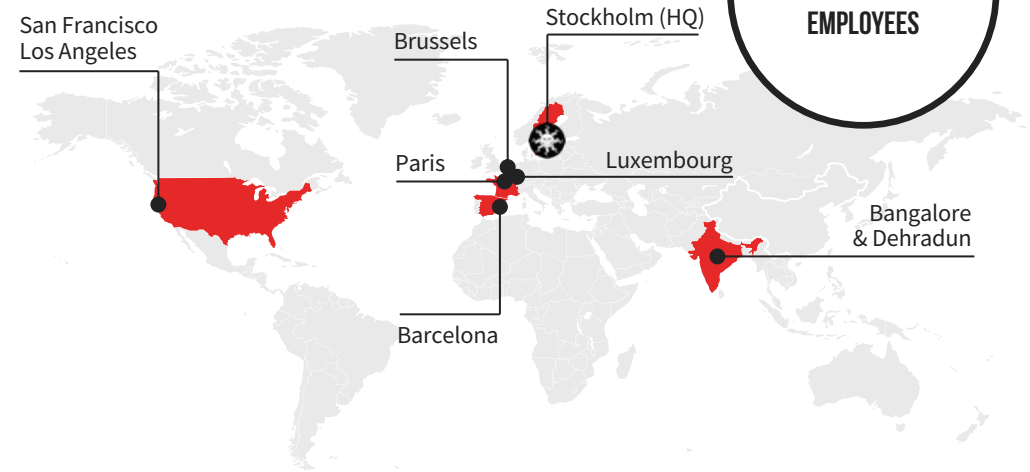 San Francisco
Los Angeles
Brussels
Stockholm (HQ)
EMPLOYEES
Paris
Luxembourg
Bangalore
& Dehradun
Barcelona